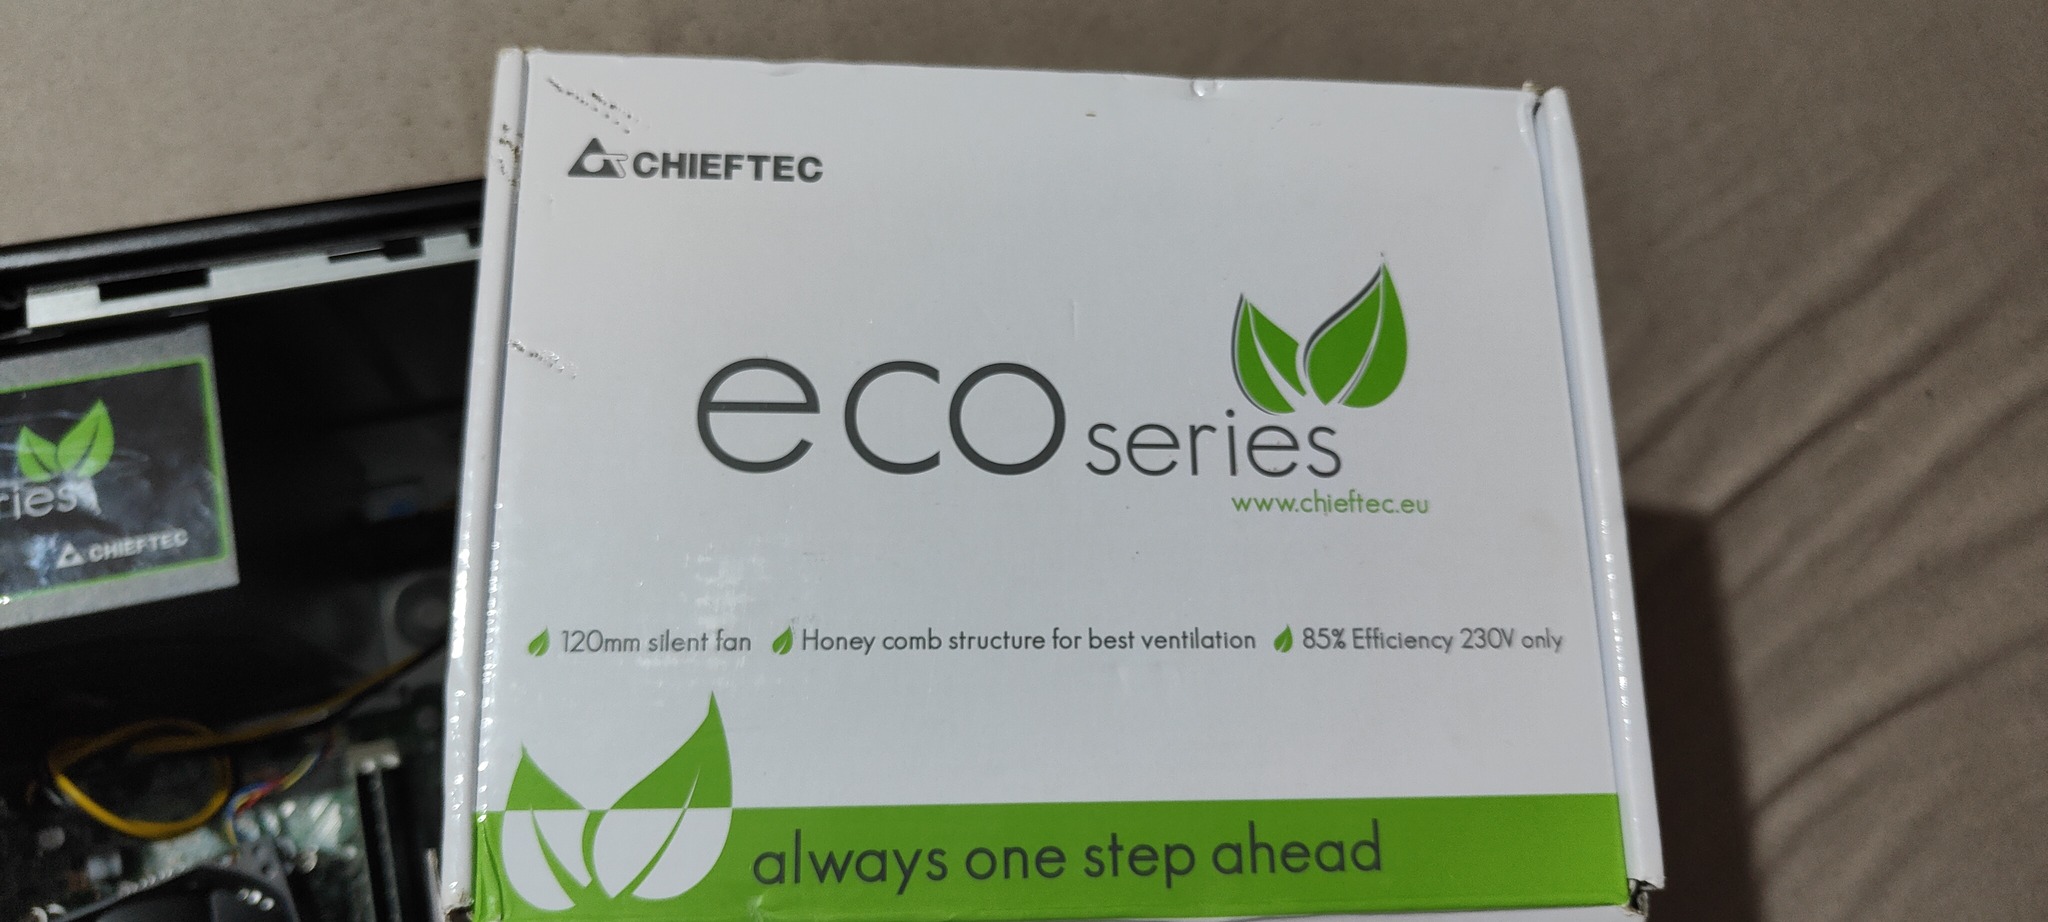 CHIEFTEC
eco series
www.chieftec.eu
120mm silent fan Honey comb structure for best ventilation 85% Efficiency 230V only
always one step ahead
ries
CHIEFTEC